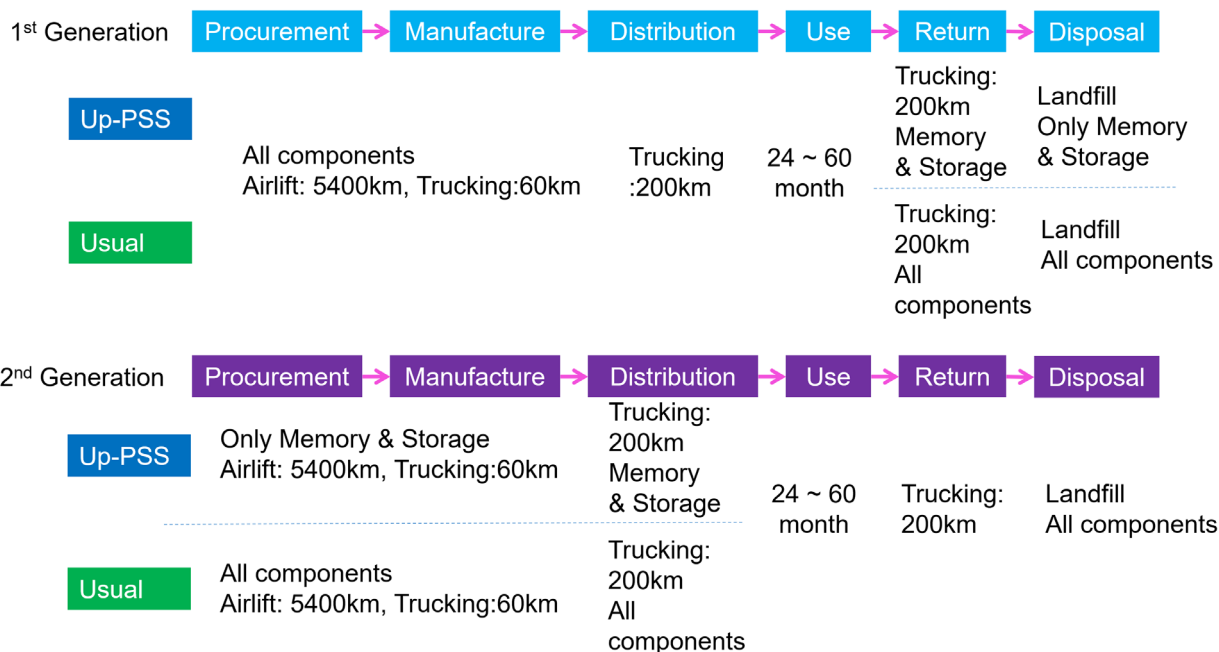 1st Generation
Procurement
Manufacture
Distribution
Use
Return
Disposal
Up-PSS
Usual
All components
Airlift: 5400km, Trucking:60km
Trucking
:200km
24 ~ 60
month
Trucking:
200km
Memory
& Storage
Landfill
Only Memory
& Storage
Trucking:
200km
All
components
Landfill
All components
2nd Generation
Procurement
Manufacture
Distribution
Use
Return
Disposal
Up-PSS
Only Memory & Storage
Airlift: 5400km, Trucking:60km
Trucking:
200km
Memory
& Storage
Usual
All components
Airlift: 5400km, Trucking:60km
Trucking:
200km
All
components
24 ~ 60
month
Trucking:
200km
Landfill
All components